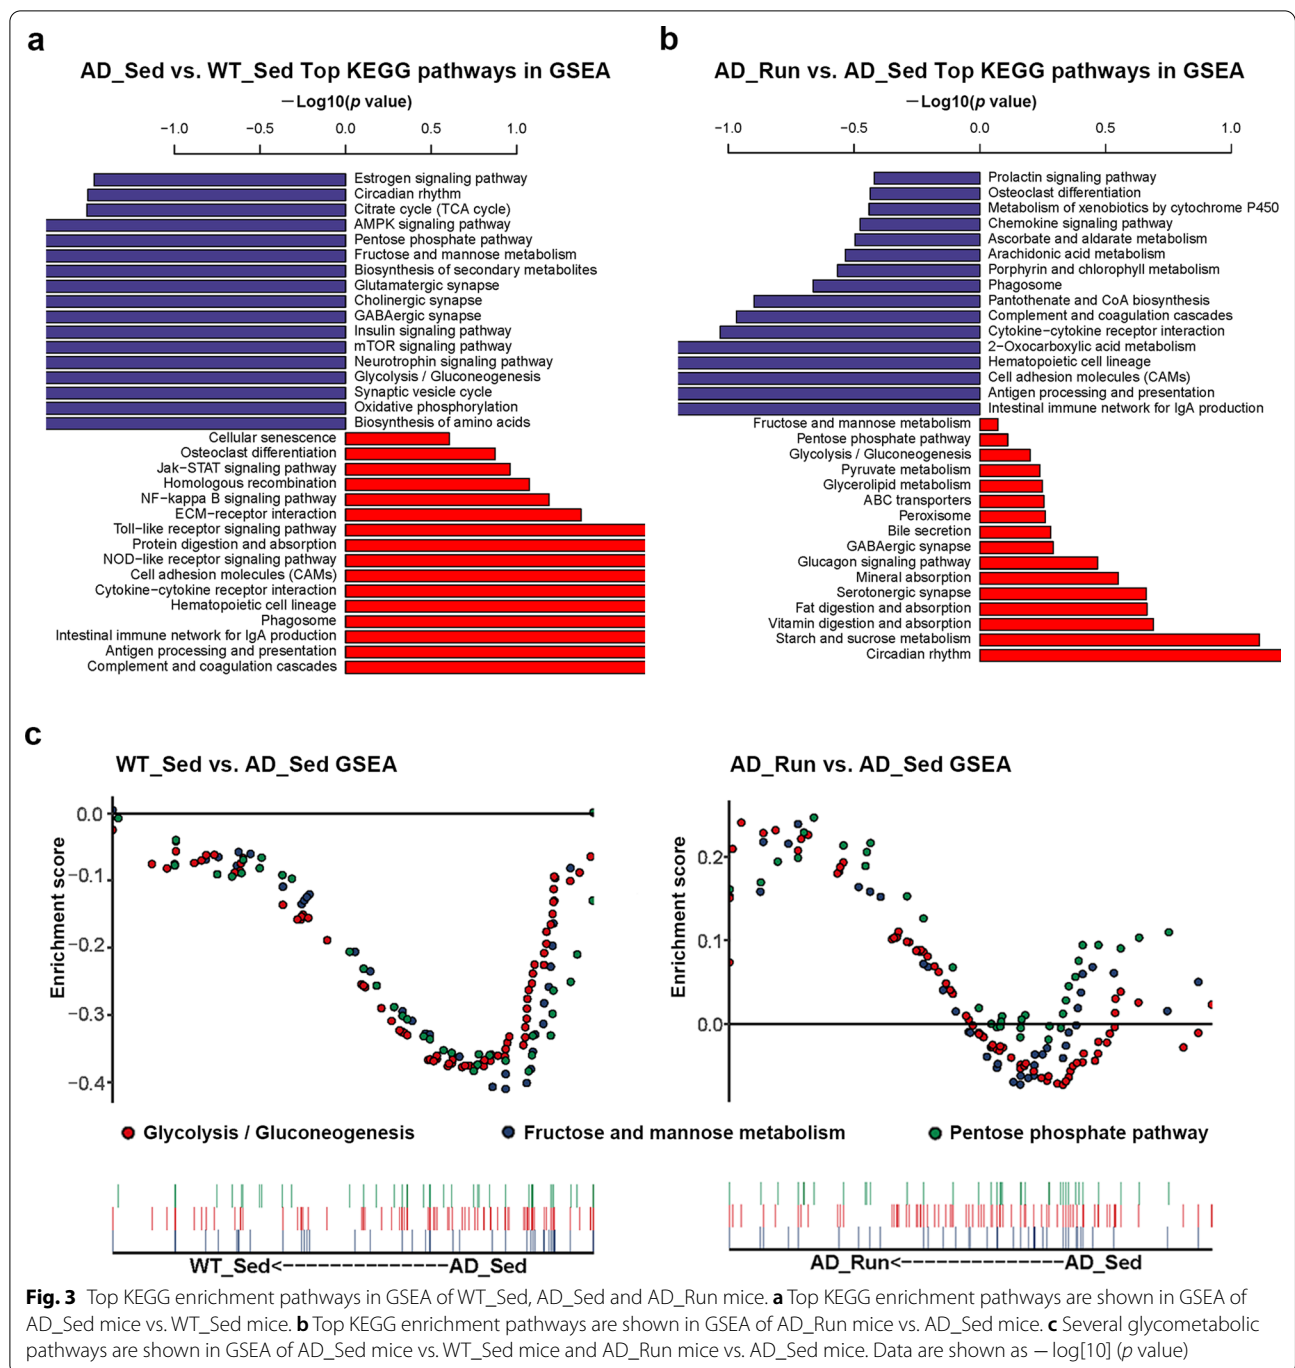 a
AD_Sed vs. WT_Sed Top KEGG pathways in GSEA
−Log10(p value)
−1.0 −0.5 0.0 0.5 1.0
Estrogen signaling pathway
Circadian rhythm
Citrate cycle (TCA cycle)
AMPK signaling pathway
Pentose phosphate pathway
Fructose and mannose metabolism
Biosynthesis of secondary metabolites
Glutamatergic synapse
Cholinergic synapse
GABAergic synapse
Insulin signaling pathway
mTOR signaling pathway
Neurotrophin signaling pathway
Glycolysis / Gluconeogenesis
Synaptic vesicle cycle
Oxidative phosphorylation
Biosynthesis of amino acids
Cellular senescence
Osteoclast differentiation
Jak−STAT signaling pathway
Homologous recombination
NF−kappa B signaling pathway
ECM−receptor interaction
Toll−like receptor signaling pathway
Protein digestion and absorption
NOD−like receptor signaling pathway
Cell adhesion molecules (CAMs)
Cytokine−cytokine receptor interaction
Hematopoietic cell lineage
Phagosome
Intestinal immune network for IgA production
Antigen processing and presentation
Complement and coagulation cascades
b
AD_Run vs. AD_Sed Top KEGG pathways in GSEA
−Log10(p value)
−1.0 −0.5 0.0 0.5 1.0
Prolactin signaling pathway
Osteoclast differentiation
Metabolism of xenobiotics by cytochrome P450
Chemokine signaling pathway
Ascorbate and aldarate metabolism
Arachidonic acid metabolism
Porphyrin and chlorophyll metabolism
Phagosome
Pantothenate and CoA biosynthesis
Complement and coagulation cascades
Cytokine−cytokine receptor interaction
2−Oxocarboxylic acid metabolism
Hematopoietic cell lineage
Cell adhesion molecules (CAMs)
Antigen processing and presentation
Intestinal immune network for IgA production
Fructose and mannose metabolism
Pentose phosphate pathway
Glycolysis / Gluconeogenesis
Pyruvate metabolism
Glycerolipid metabolism
ABC transporters
Peroxisome
Bile secretion
GABAergic synapse
Glucagon signaling pathway
Mineral absorption
Serotonergic synapse
Fat digestion and absorption
Vitamin digestion and absorption
Starch and sucrose metabolism
Circadian rhythm
c
WT_Sed vs. AD_Sed GSEA
Enrichment score
0.0
−0.1
−0.2
−0.3
−0.4
AD_Run vs. AD_Sed GSEA
Enrichment score
0.2
0.1
0.0
Glycolysis / Gluconeogenesis Fructose and mannose metabolism Pentose phosphate pathway
WT_Sed<--------------AD_Sed
AD_Run<--------------AD_Sed
Fig. 3 Top KEGG enrichment pathways in GSEA of WT_Sed, AD_Sed and AD_Run mice. a Top KEGG enrichment pathways are shown in GSEA of
AD_Sed mice vs. WT_Sed mice. b Top KEGG enrichment pathways are shown in GSEA of AD_Run mice vs. AD_Sed mice. c Several glycometabolic
pathways are shown in GSEA of AD_Sed mice vs. WT_Sed mice and AD_Run mice vs. AD_Sed mice. Data are shown as − log[10] (p value)